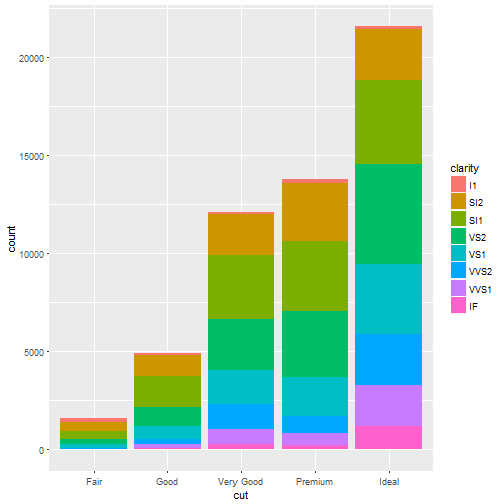 20000
15000
10000
5000
0
count
Fair
Good
Very Good
Premium
Ideal
cut
clarity
I1
SI2
SI1
VS2
VS1
VVS2
VVS1
IF